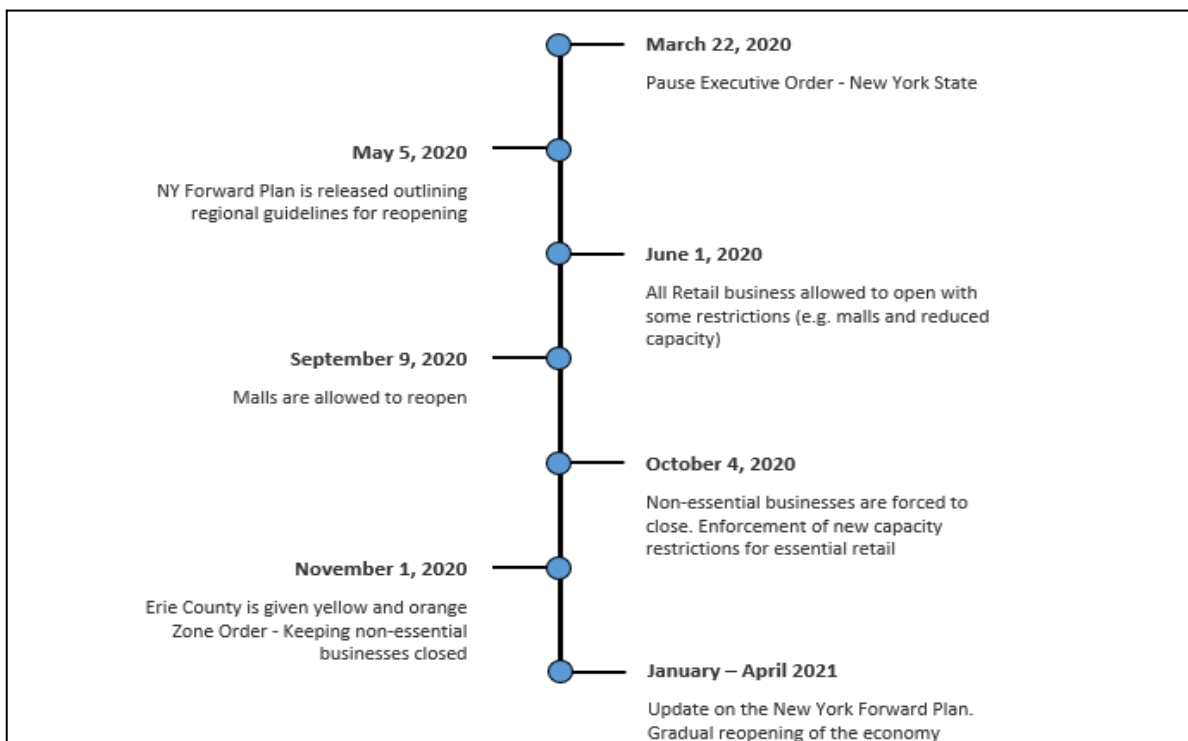 March 22, 2020
Pause Executive Order - New York State
May 5, 2020
NY Forward Plan is released outlining
regional guidelines for reopening
June 1, 2020
All Retail business allowed to open with
some restrictions (e.g. malls and reduced
capacity)
September 9, 2020
Malls are allowed to reopen
October 4, 2020
Non-essential businesses are forced to
close. Enforcement of new capacity
restrictions for essential retail
November 1, 2020
Erie County is given yellow and orange
Zone Order - Keeping non-essential
businesses closed
January – April 2021
Update on the New York Forward Plan.
Gradual reopening of the economy